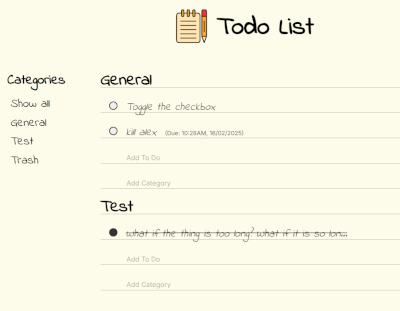 Todo List
Categories
Show all
General
Test
Trash
General
Toggle the checkbox
kill alex (Due: 10:28AM, 16/02/2025)
Add To Do
Add Category
Test
what if the thing is too long? what if it is so lon...
Add To Do
Add Category